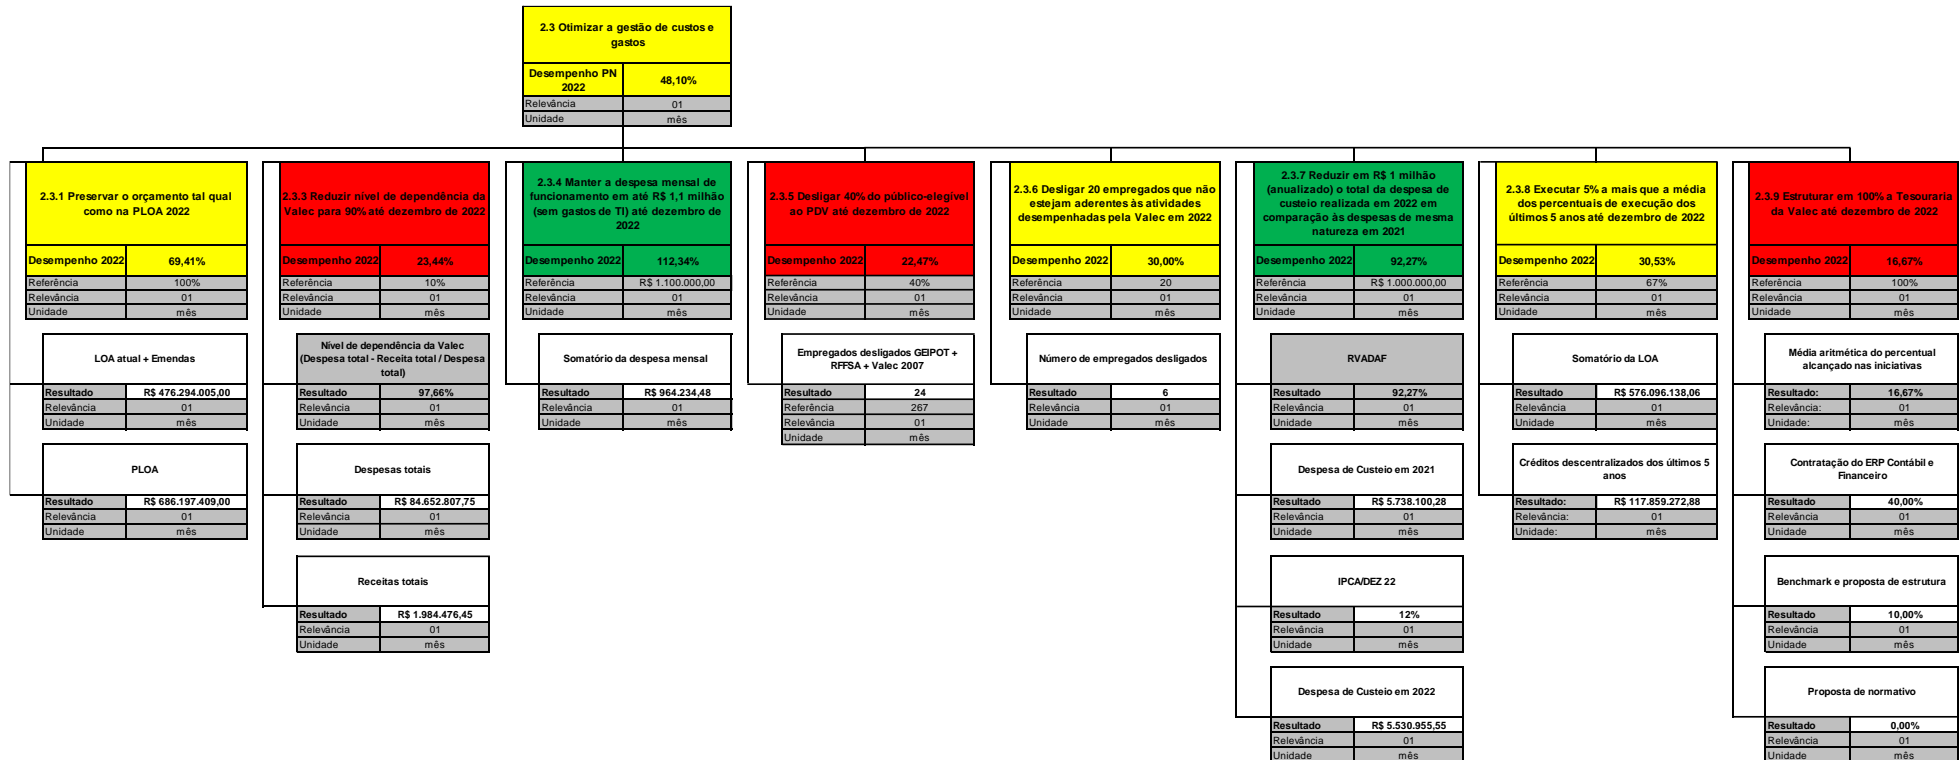 2.3 Otimizar a gestão de custos e
gastos
Desempenho PN
2022
48,10%
Relevância 01
Unidade mês
2.3.1 Preservar o orçamento tal qual
como na PLOA 2022
Desempenho 2022 69,41%
Referência 100%
Relevância 01
Unidade mês
LOA atual + Emendas
Resultado R$ 476.294.005,00
Relevância 01
Unidade mês
PLOA
Resultado R$ 686.197.409,00
Relevância 01
Unidade mês
2.3.3 Reduzir nível de dependência da
Valec para 90% até dezembro de 2022
Desempenho 2022 23,44%
Referência 10%
Relevância 01
Unidade mês
Nível de dependência da Valec
(Despesa total - Receita total / Despesa
total)
Resultado 97,66%
Relevância 01
Unidade mês
Despesas totais
Resultado R$ 84.652.807,75
Relevância 01
Unidade mês
Receitas totais
Resultado R$ 1.984.476,45
Relevância 01
Unidade mês
2.3.4 Manter a despesa mensal de
funcionamento em até R$ 1,1 milhão
(sem gastos de TI) até dezembro de
2022
Desempenho 2022 112,34%
Referência R$ 1.100.000,00
Relevância 01
Unidade mês
Somatório da despesa mensal
Resultado R$ 964.234,48
Relevância 01
Unidade mês
2.3.5 Desligar 40% do público-elegível
ao PDV até dezembro de 2022
Desempenho 2022 22,47%
Referência 40%
Relevância 01
Unidade mês
Empregados desligados GEIPOT +
RFFSA + Valec 2007
Resultado 24
Referência 267
Relevância 01
Unidade mês
2.3.6 Desligar 20 empregados que não
estejam aderentes às atividades
desempenhadas pela Valec em 2022
Desempenho 2022 30,00%
Referência 20
Relevância 01
Unidade mês
Número de empregados desligados
Resultado 6
Relevância 01
Unidade mês
2.3.7 Reduzir em R$ 1 milhão
(anualizado) o total da despesa de
custeio realizada em 2022 em
comparação às despesas de mesma
natureza em 2021
Desempenho 2022 92,27%
Referência R$ 1.000.000,00
Relevância 01
Unidade mês
RVADAF
Resultado 92,27%
Relevância 01
Unidade mês
Despesa de Custeio em 2021
Resultado R$ 5.738.100,28
Relevância 01
Unidade mês
IPCA/DEZ 22
Resultado 12%
Relevância 01
Unidade mês
Despesa de Custeio em 2022
Resultado R$ 5.530.955,55
Relevância 01
Unidade mês
2.3.8 Executar 5% a mais que a média
dos percentuais de execução dos
últimos 5 anos até dezembro de 2022
Desempenho 2022 30,53%
Referência 67%
Relevância 01
Unidade mês
Somatório da LOA
Resultado R$ 576.096.138,06
Relevância 01
Unidade mês
Créditos descentralizados dos últimos 5
anos
Resultado: R$ 117.859.272,88
Relevância: 01
Unidade: mês
2.3.9 Estruturar em 100% a Tesouraria
da Valec até dezembro de 2022
Desempenho 2022 16,67%
Referência 100%
Relevância 01
Unidade mês
Média aritmética do percentual
alcançado nas iniciativas
Resultado: 16,67%
Relevância: 01
Unidade: mês
Contratação do ERP Contábil e
Financeiro
Resultado 40,00%
Relevância 01
Unidade mês
Benchmark e proposta de estrutura
Resultado 10,00%
Relevância 01
Unidade mês
Proposta de normativo
Resultado 0,00%
Relevância 01
Unidade mês